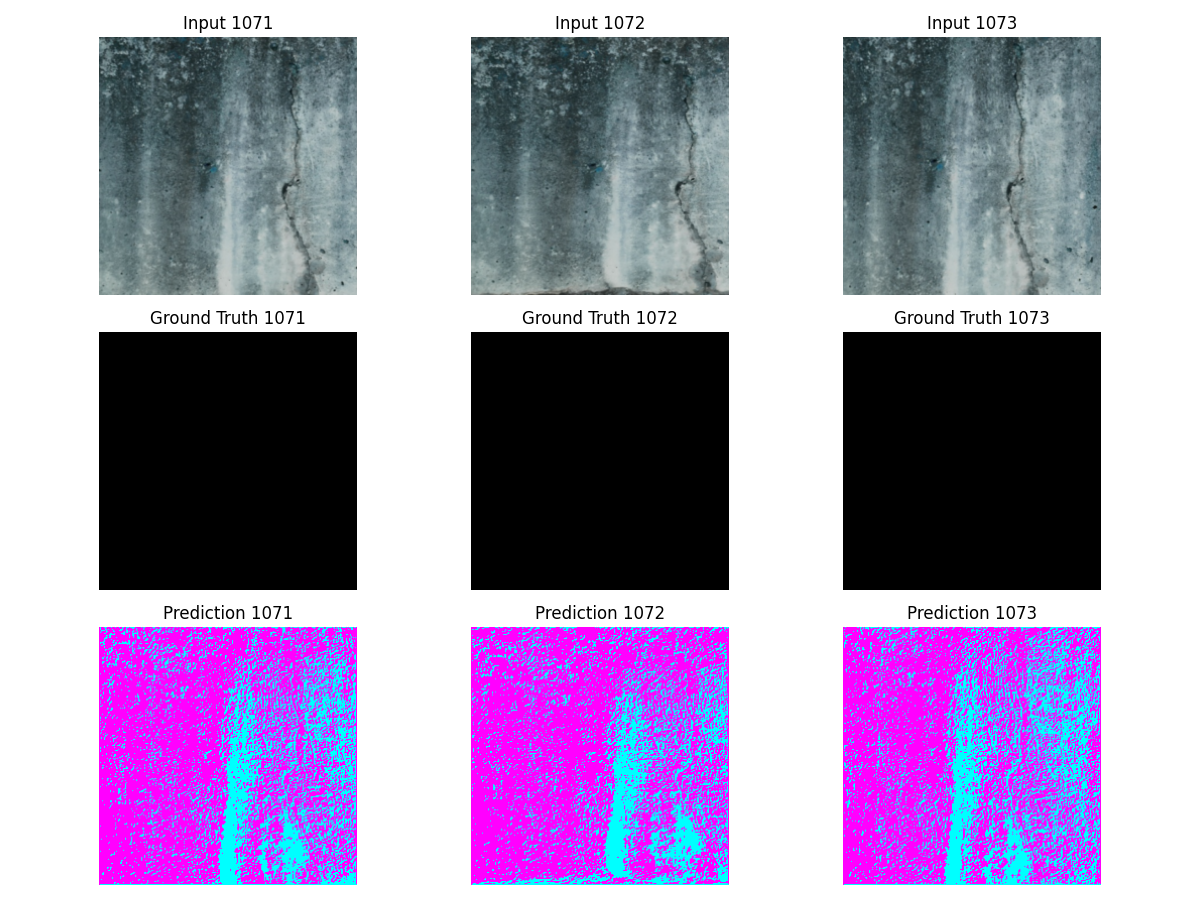 Input 1071
Input 1072
Input 1073
Ground Truth 1071
Ground Truth 1072
Ground Truth 1073
Prediction 1071
Prediction 1072
Prediction 1073